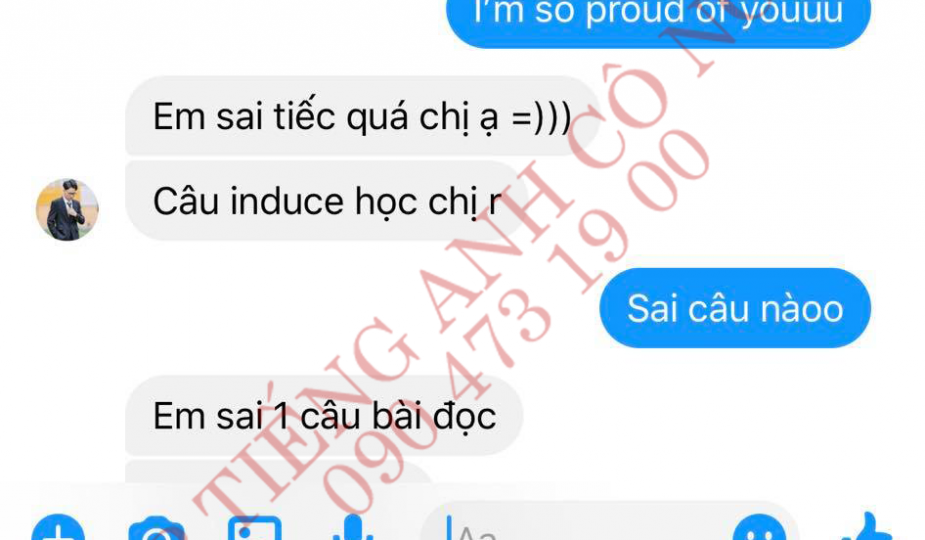 I'm so proud of youuu
Em sai tiếc quá chị ạ =)))
Câu induce học chị r
Sai câu nàoo
Em sai 1 câu bài đọc
Aa
TIẾNG ANH CÔ
090 473 19 00